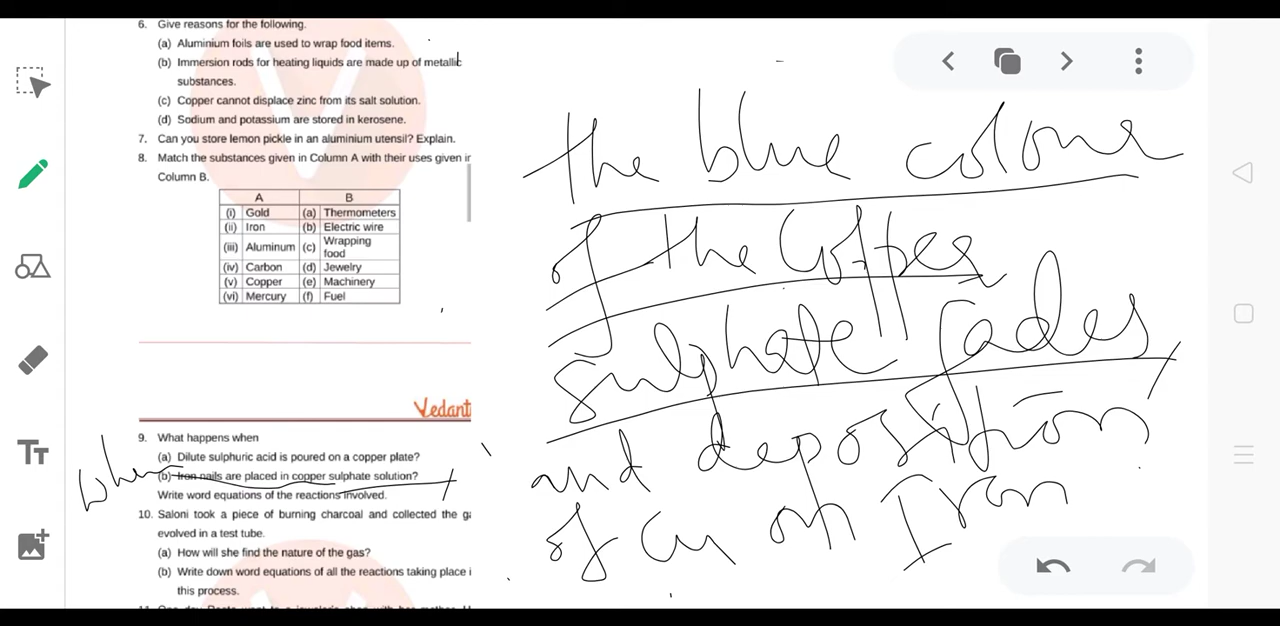 6. Give reasons for the following.
(a) Aluminium foils are used to wrap food items.
(b) Immersion rods for heating liquids are made up of metallic
substances.
(c) Copper cannot displace zinc from its salt solution.
(d) Sodium and potassium are stored in kerosene.
7. Can you store lemon pickle in an aluminium utensil? Explain.
8. Match the substances given in Column A with their uses given in
Column B.
A B
(i) Gold (a) Thermometers
(ii) Iron (b) Electric wire
(iii) Aluminum (c) Wrapping food
(iv) Carbon (d) Jewelry
(v) Copper (e) Machinery
(vi) Mercury (f) Fuel
Vedant
9. What happens when
(a) Dilute sulphuric acid is poured on a copper plate?
when (b) Iron nails are placed in copper sulphate solution?
Write word equations of the reactions involved.
10. Saloni took a piece of burning charcoal and collected the ga
evolved in a test tube.
(a) How will she find the nature of the gas?
(b) Write down word equations of all the reactions taking place i
this process.
the blue colour
of the Copper
sulphate fades,
and deposition
of Cu on Iron
Tt